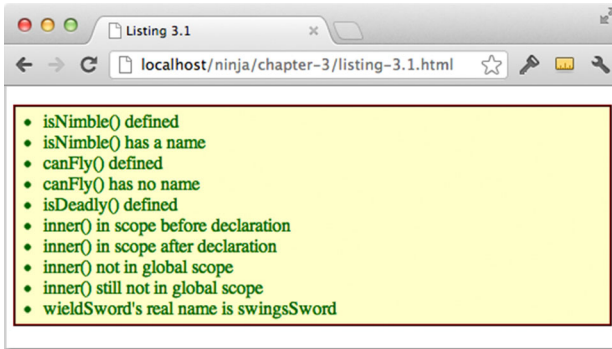 Listing 3.1
localhost/ninja/chapter-3/listing-3.1.html
isNimble() defined
isNimble() has a name
canFly() defined
canFly() has no name
isDeadly() defined
inner() in scope before declaration
inner() in scope after declaration
inner() not in global scope
inner() still not in global scope
wieldSword's real name is swingsSword